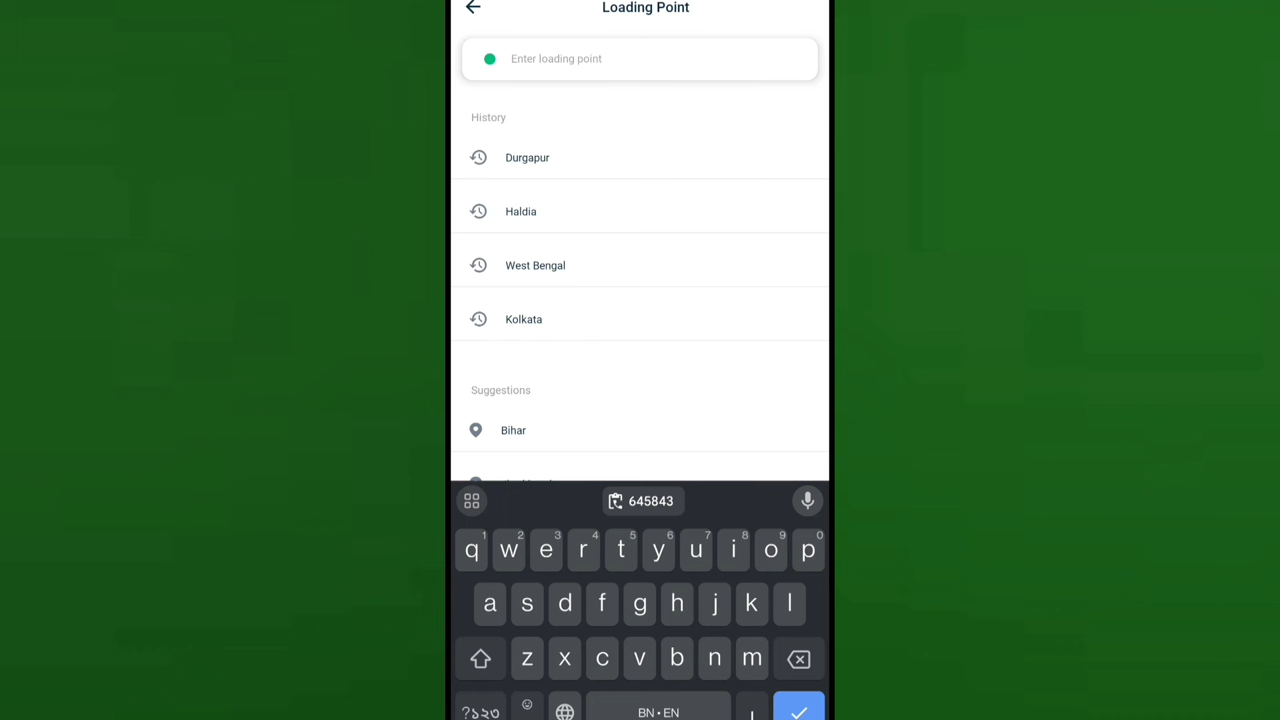 Loading Point
Enter loading point
History
Durgapur
Haldia
West Bengal
Kolkata
Suggestions
Bihar
645843
1 2 3 4 5 6 7 8 9 0
q w e r t y u i o p
a s d f g h j k l
z x c v b n m
?১২৩ BN • EN